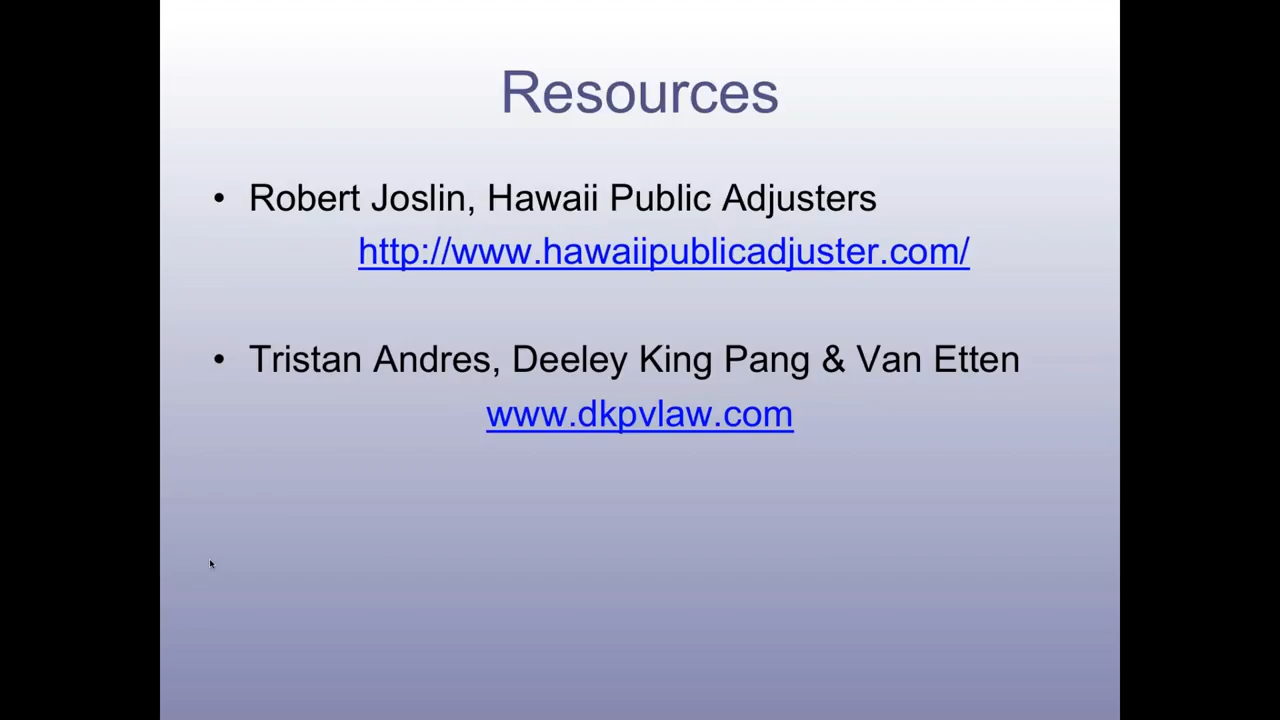 Resources
• Robert Joslin, Hawaii Public Adjusters
http://www.hawaiipublicadjuster.com/
• Tristan Andres, Deeley King Pang & Van Etten
www.dkpvlaw.com